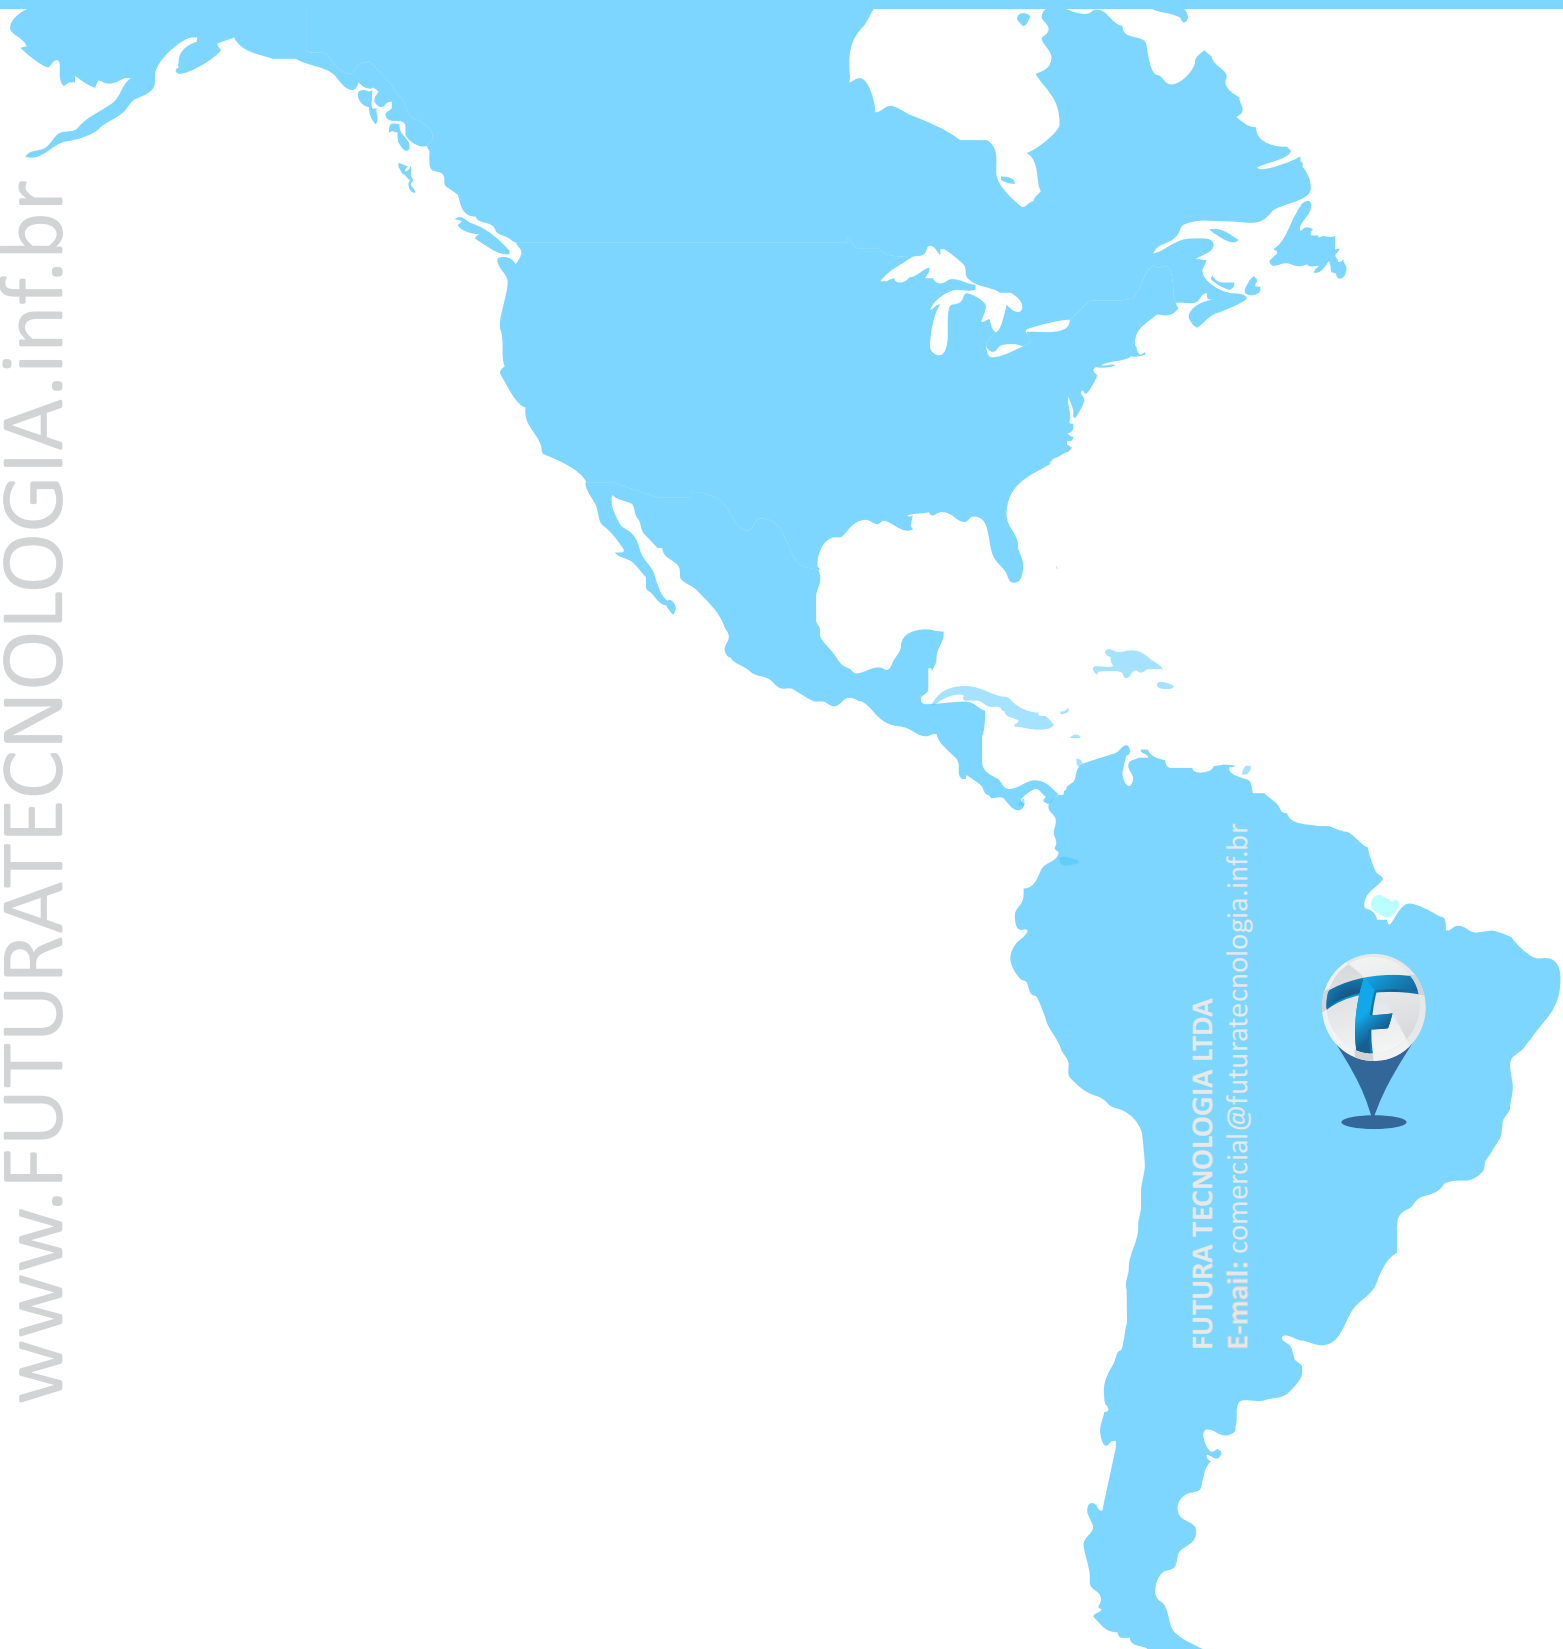 www.FUTURATECNOLOGIA.inf.br
FUTURA TECNOLOGIA LTDA
E-mail: comercial@futuratecnologia.inf.br